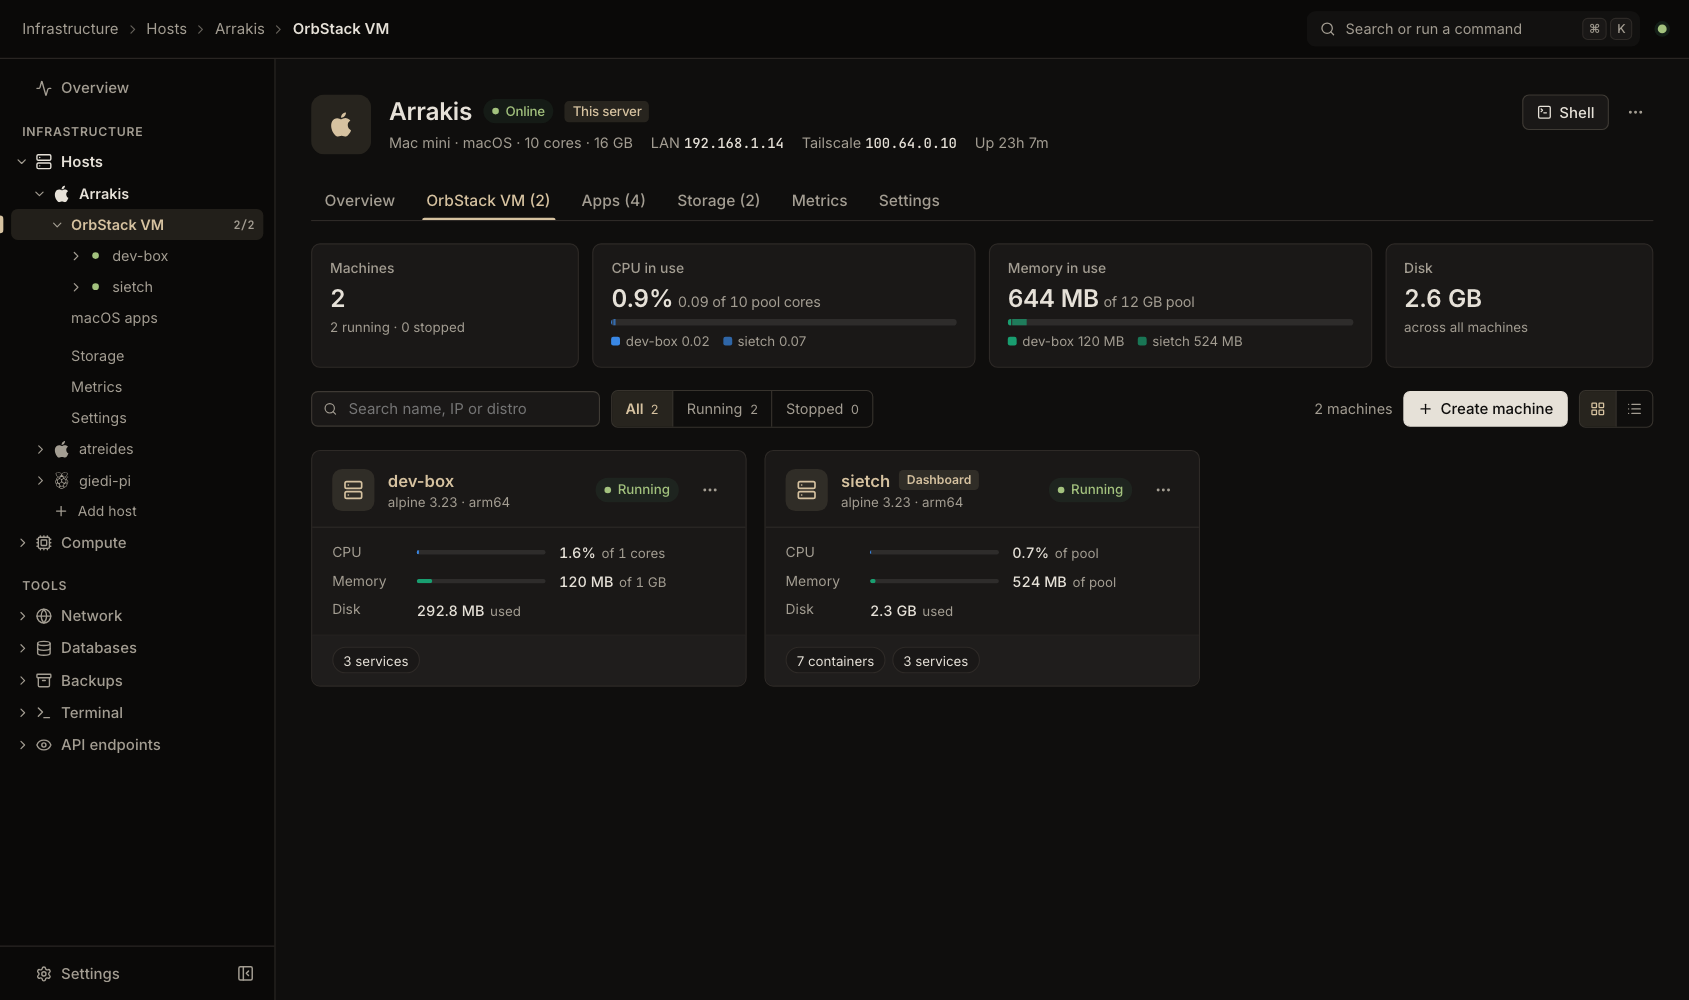 Infrastructure > Hosts > Arrakis > OrbStack VM
Search or run a command ⌘ K
Overview
INFRASTRUCTURE
Hosts
Arrakis
OrbStack VM 2/2
dev-box
sietch
macOS apps
Storage
Metrics
Settings
atreides
giedi-pi
+ Add host
Compute
TOOLS
Network
Databases
Backups
Terminal
API endpoints
Settings
Arrakis Online This server
Mac mini · macOS · 10 cores · 16 GB LAN 192.168.1.14 Tailscale 100.64.0.10 Up 23h 7m
Shell
Overview OrbStack VM (2) Apps (4) Storage (2) Metrics Settings
Machines
2
2 running · 0 stopped
CPU in use
0.9% 0.09 of 10 pool cores
dev-box 0.02 sietch 0.07
Memory in use
644 MB of 12 GB pool
dev-box 120 MB sietch 524 MB
Disk
2.6 GB
across all machines
Search name, IP or distro
All 2 Running 2 Stopped 0
2 machines
+ Create machine
dev-box
alpine 3.23 · arm64
Running
CPU 1.6% of 1 cores
Memory 120 MB of 1 GB
Disk 292.8 MB used
3 services
sietch Dashboard
alpine 3.23 · arm64
Running
CPU 0.7% of pool
Memory 524 MB of pool
Disk 2.3 GB used
7 containers 3 services